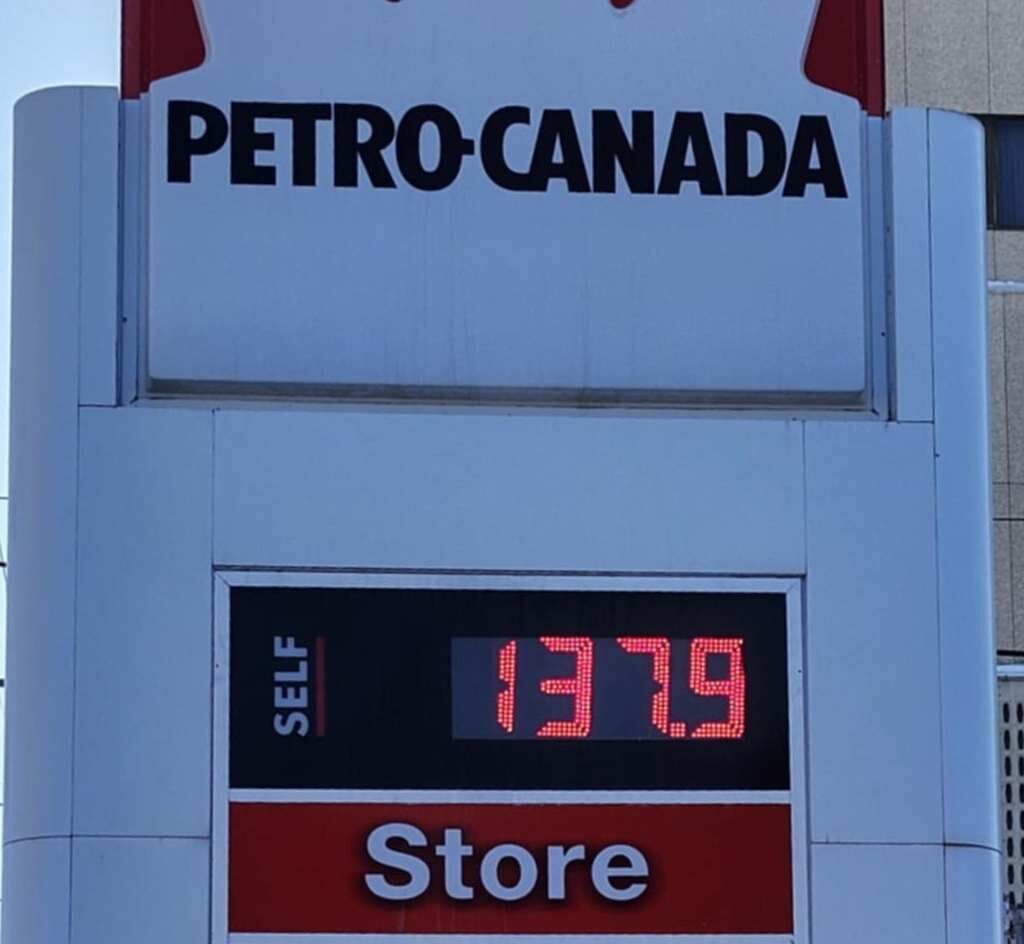 PETRO-CANADA
SELF
137.9
Store